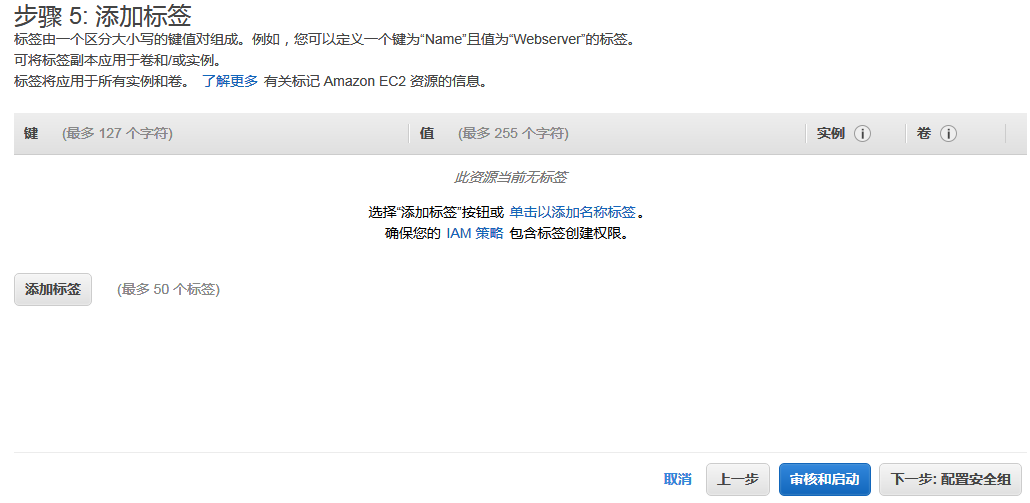 步骤 5: 添加标签
标签由一个区分大小写的键值对组成。例如，您可以定义一个键为“Name”且值为“Webserver”的标签。
可将标签副本应用于卷和/或实例。
标签将应用于所有实例和卷。 了解更多 有关标记 Amazon EC2 资源的信息。
键 (最多 127 个字符) 值 (最多 255 个字符) 实例 i 卷 i
此资源当前无标签
选择“添加标签”按钮或 单击以添加名称标签 。
确保您的 IAM 策略 包含标签创建权限。
添加标签 (最多 50 个标签)
取消 上一步 审核和启动 下一步: 配置安全组